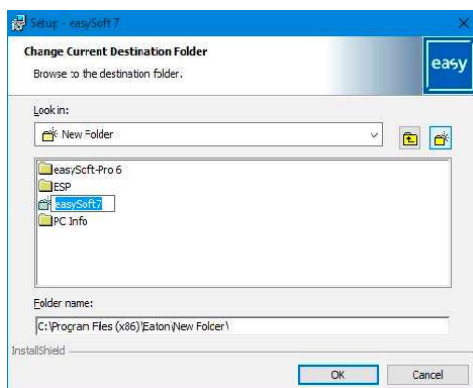 Setup - easySoft 7
Change Current Destination Folder
Browse to the destination folder.
easy
Look in:
New Folder
easySoft-Pro 6
ESP
easySoft7
PC Info
Folder name:
C:\Program Files (x86)\Eaton\New Folder\
InstallShield
OK Cancel